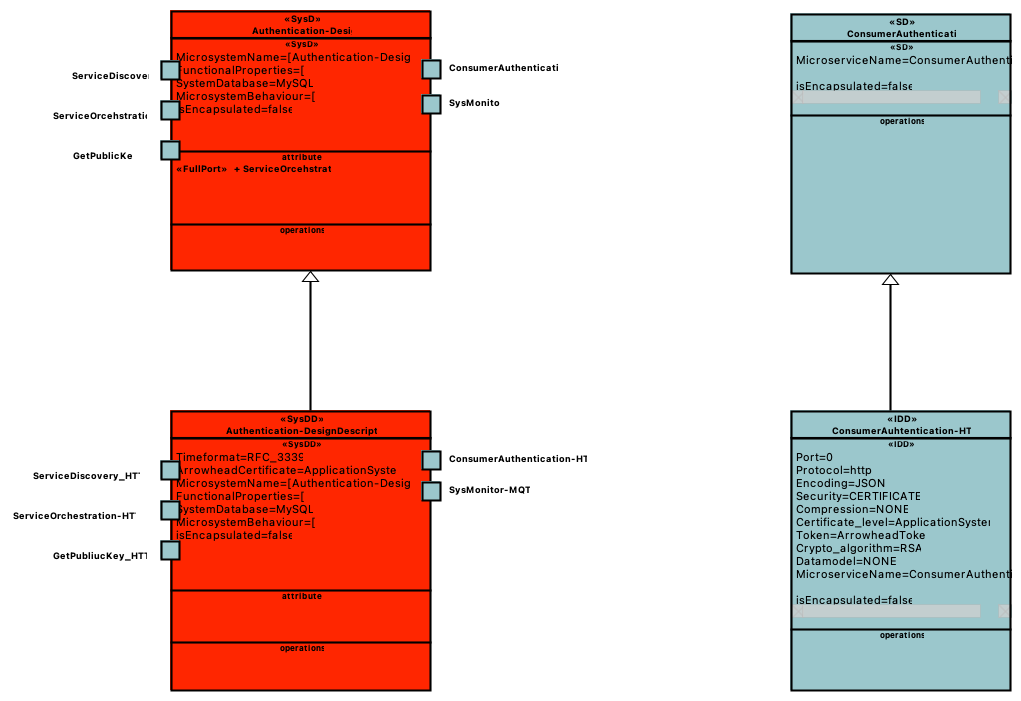 «SysD»
Authentication-Desi
«SysD»
MicrosystemName=[Authentication-Desig
FunctionalProperties=[
SystemDatabase=MySQL
MicrosystemBehaviour=[
isEncapsulated=false
attribute
«FullPort» + ServiceOrcehstrat
operations
ServiceDiscover
ServiceOrcehstratic
GetPublicKe
ConsumerAuthenticati
SysMonito
«SD»
ConsumerAuthenticati
«SD»
MicroserviceName=ConsumerAuthenti
isEncapsulated=false
operations
«SysDD»
Authentication-DesignDescript
«SysDD»
Timeformat=RFC_3339
ArrowheadCertificate=ApplicationSyste
MicrosystemName=[Authentication-Desig
FunctionalProperties=[
SystemDatabase=MySQL
MicrosystemBehaviour=[
isEncapsulated=false
attribute
operations
ServiceDiscovery_HT
ServiceOrchestration-HT
GetPubliucKey_HTT
ConsumerAuthentication-HT
SysMonitor-MQT
«IDD»
ConsumerAuhtentication-HT
«IDD»
Port=0
Protocol=http
Encoding=JSON
Security=CERTIFICATE
Compression=NONE
Certificate_level=ApplicationSyster
Token=ArrowheadToke
Crypto_algorithm=RSA
Datamodel=NONE
MicroserviceName=ConsumerAuthenti
isEncapsulated=false
operations